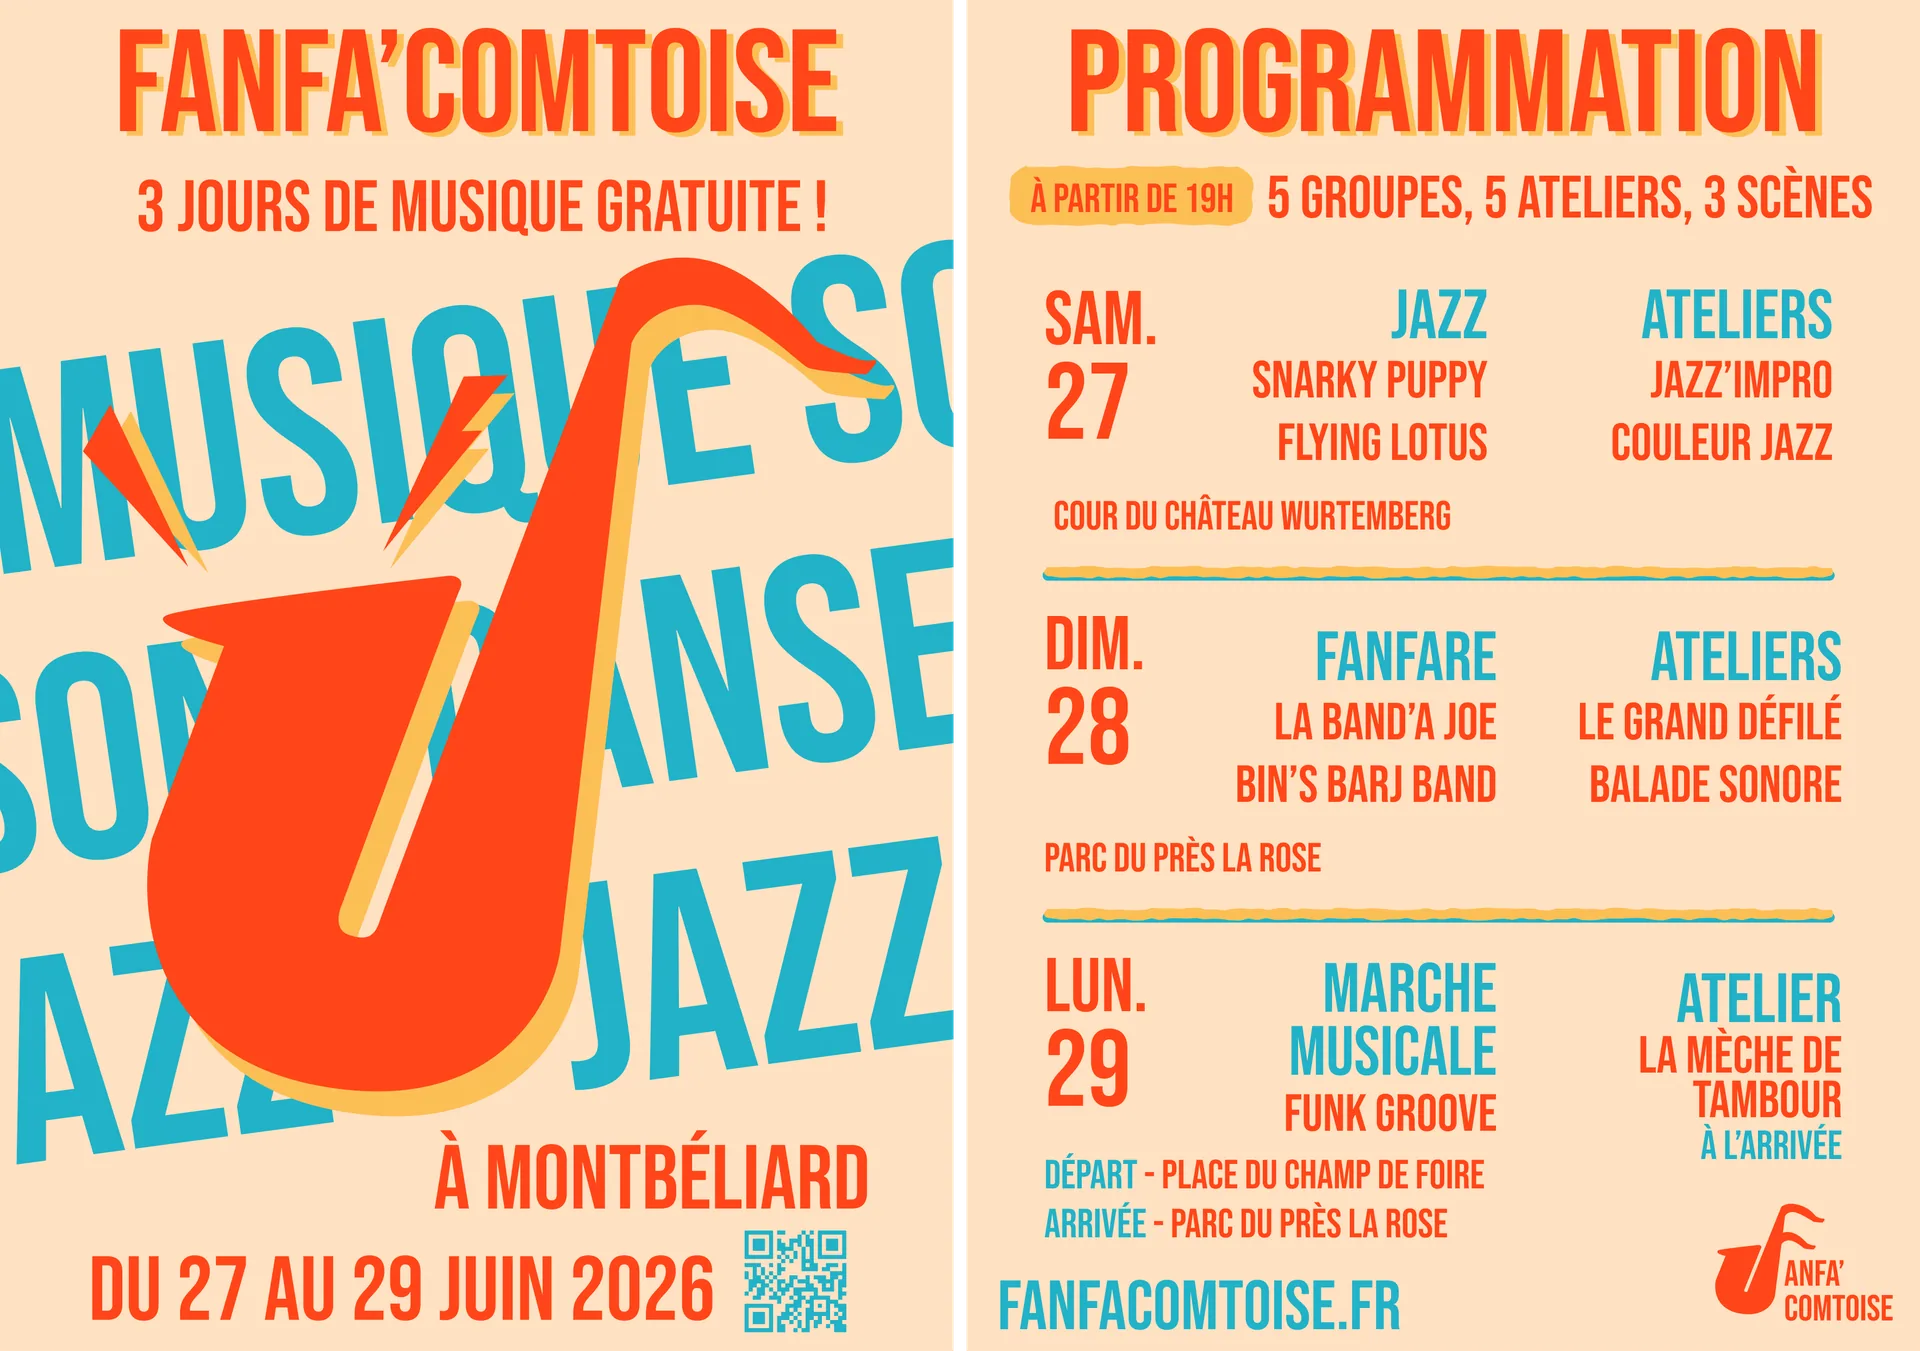 FANFA'COMTOISE
3 JOURS DE MUSIQUE GRATUITE !
MUSIQUE SO
SON DANSE
AZZ JAZZ
À MONTBÉLIARD
DU 27 AU 29 JUIN 2026
PROGRAMMATION
À PARTIR DE 19H 5 GROUPES, 5 ATELIERS, 3 SCÈNES
SAM.
27
JAZZ
SNARKY PUPPY
FLYING LOTUS
ATELIERS
JAZZ'IMPRO
COULEUR JAZZ
COUR DU CHÂTEAU WURTEMBERG
DIM.
28
FANFARE
LA BAND'A JOE
BIN'S BARJ BAND
ATELIERS
LE GRAND DÉFILÉ
BALADE SONORE
PARC DU PRÈS LA ROSE
LUN.
29
MARCHE
MUSICALE
FUNK GROOVE
ATELIER
LA MÈCHE DE
TAMBOUR
À L'ARRIVÉE
DÉPART - PLACE DU CHAMP DE FOIRE
ARRIVÉE - PARC DU PRÈS LA ROSE
FANFACOMTOISE.FR
FANFA'
COMTOISE